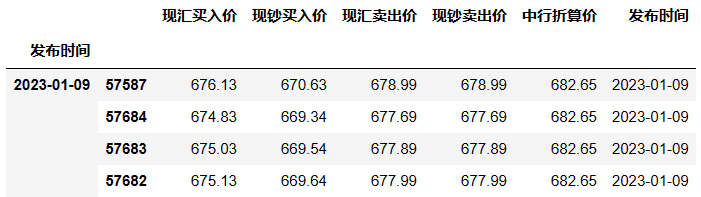 现汇买入价 现钞买入价 现汇卖出价 现钞卖出价 中行折算价 发布时间
发布时间
2023-01-09 57587 676.13 670.63 678.99 678.99 682.65 2023-01-09
57684 674.83 669.34 677.69 677.69 682.65 2023-01-09
57683 675.03 669.54 677.89 677.89 682.65 2023-01-09
57682 675.13 669.64 677.99 677.99 682.65 2023-01-09